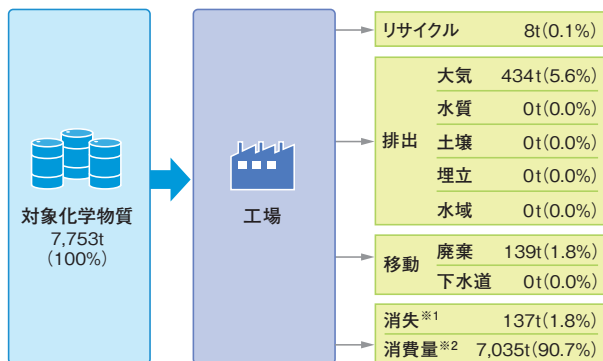 対象化学物質
7,753t
(100%)
工場
リサイクル 8t(0.1%)
排出
大気 434t(5.6%)
水質 0t(0.0%)
土壌 0t(0.0%)
埋立 0t(0.0%)
水域 0t(0.0%)
移動
廃棄 139t(1.8%)
下水道 0t(0.0%)
消失※1 137t(1.8%)
消費量※2 7,035t(90.7%)